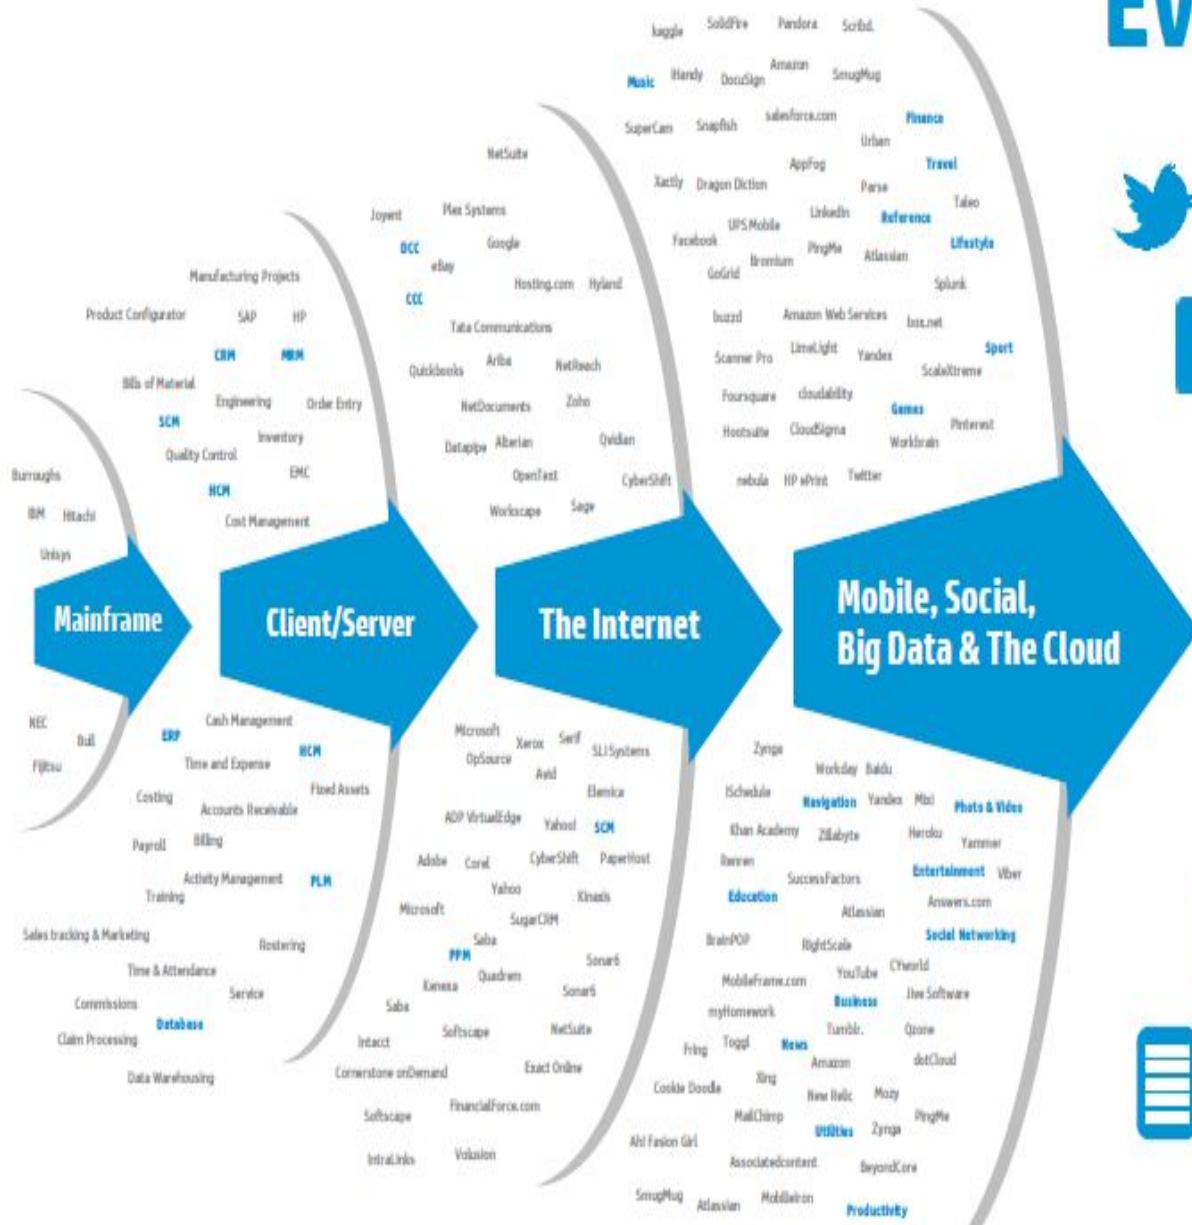 EV
kaggle SolidFire Pandora Scribd.
Music iHandy DocuSign Amazon SmugMug
SuperCam Snapfish salesforce.com Finance
Urban
AppFog Travel
Xactly Dragon Diction Parse
UPS Mobile LinkedIn Reference Taleo
Facebook Bromium PingMe Atlassian Lifestyle
GoGrid Splunk
buzzd Amazon Web Services box.net
Scanner Pro LimeLight Yandex Sport
ScaleXtreme
Foursquare cloudability Games
Hootsuite CloudSigma Workbrain Pinterest
nebula HP ePrint Twitter
NetSuite
Joyent Plex Systems
DCC Google
eBay
CCC Hosting.com Hyland
Tata Communications
Quickbooks Ariba NetReach
NetDocuments Zoho
Datapipe Alterian Qvidian
OpenText CyberShift
Workscape Sage
Manufacturing Projects
Product Configurator SAP HP
CRM MRM
Bills of Material Engineering Order Entry
SCM Inventory
Quality Control EMC
HCM
Cost Management
Burroughs
IBM Hitachi
Unisys
Mainframe
Client/Server
The Internet
Mobile, Social,
Big Data & The Cloud
NEC
Bull
Fijitsu
Cash Management
ERP HCM
Time and Expense
Costing Fixed Assets
Accounts Receivable
Payroll Billing
Activity Management PLM
Training
Sales tracking & Marketing Rostering
Time & Attendance
Commissions Service
Database
Claim Processing
Data Warehousing
Microsoft Xerox Serif SLI Systems
OpSource Avid
Elemica
ADP VirtualEdge Yahoo! SCM
Adobe Corel CyberShift PaperHost
Yahoo Kinaxis
Microsoft SugarCRM
Saba
PPM Sonar6
Kenexa Quadrem Sonar6
Saba
Softscape NetSuite
Intacct
Cornerstone onDemand Exact Online
Softscape FinancialForce.com
IntraLinks Volusion
Zynga
Workday Baidu
iSchedule Navigation Yandex Mixi Photo & Video
Khan Academy Zillabyte Heroku Yammer
Renren
SuccessFactors Entertainment Viber
Education Atlassian Answers.com
BrainPOP RightScale Social Networking
MobileFrame.com YouTube CYworld
Business Jive Software
myHomework Tumblr. Qzone
Fring Toggl News Amazon dotCloud
Cookie Doodle Xing New Relic Mozy
MailChimp Utilities Zynga PingMe
Ah! Fasion Girl
Associatedcontent BeyondCore
SmugMug Atlassian MobileIron Productivity